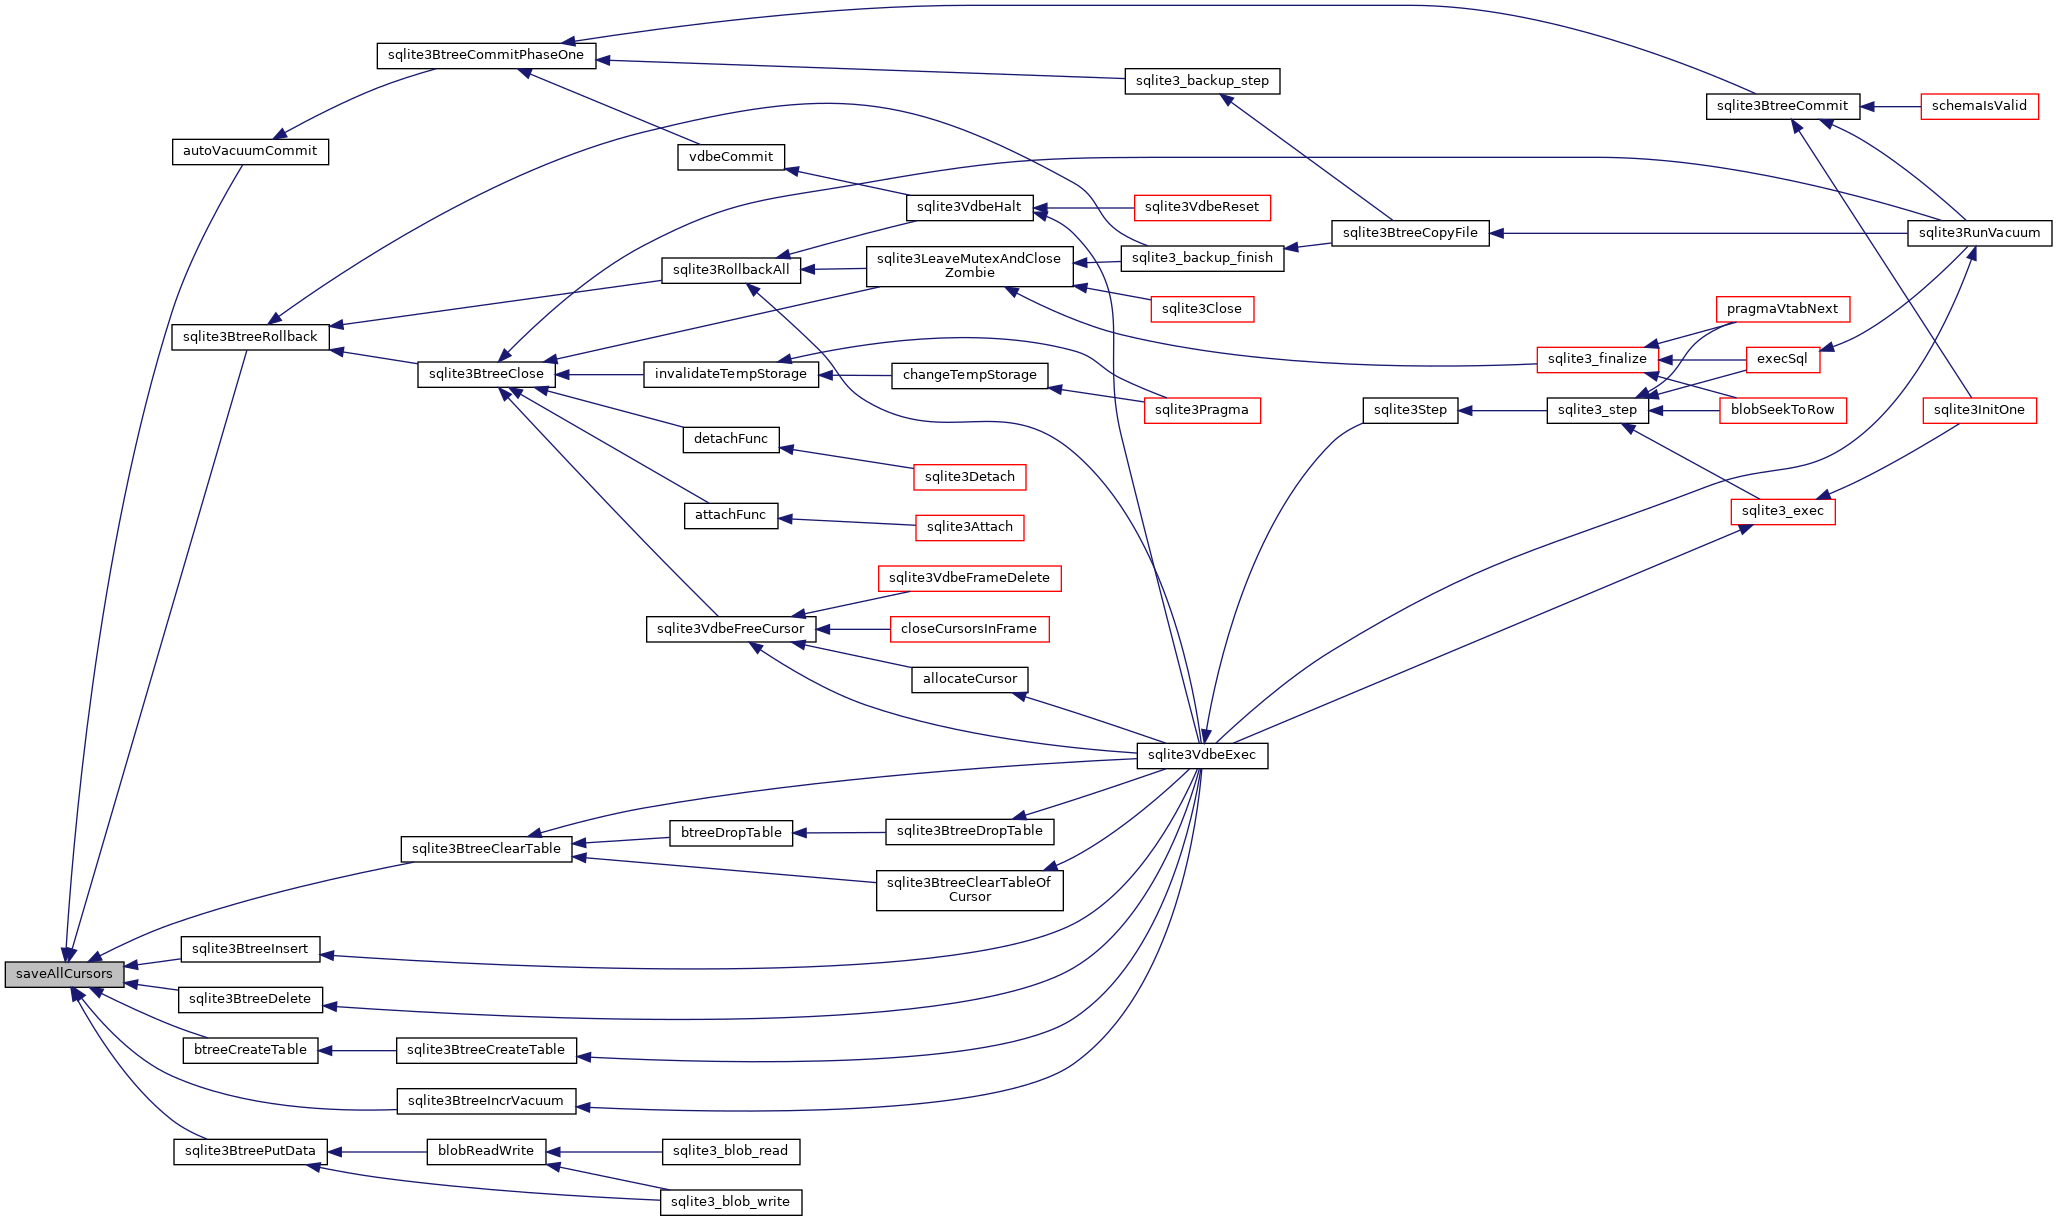 sqlite3BtreeCommitPhaseOne
sqlite3_backup_step
sqlite3BtreeCommit
schemaIsValid
autoVacuumCommit
vdbeCommit
sqlite3VdbeHalt
sqlite3VdbeReset
sqlite3BtreeCopyFile
sqlite3RunVacuum
sqlite3RollbackAll
sqlite3LeaveMutexAndClose
Zombie
sqlite3_backup_finish
sqlite3Close
pragmaVtabNext
sqlite3BtreeRollback
sqlite3BtreeClose
invalidateTempStorage
changeTempStorage
sqlite3_finalize
execSql
sqlite3Pragma
sqlite3Step
sqlite3_step
blobSeekToRow
sqlite3InitOne
detachFunc
sqlite3Detach
attachFunc
sqlite3Attach
sqlite3_exec
sqlite3VdbeFrameDelete
sqlite3VdbeFreeCursor
closeCursorsInFrame
allocateCursor
sqlite3VdbeExec
sqlite3BtreeClearTable
btreeDropTable
sqlite3BtreeDropTable
sqlite3BtreeClearTableOf
Cursor
sqlite3BtreeInsert
saveAllCursors
sqlite3BtreeDelete
btreeCreateTable
sqlite3BtreeCreateTable
sqlite3BtreeIncrVacuum
sqlite3BtreePutData
blobReadWrite
sqlite3_blob_read
sqlite3_blob_write